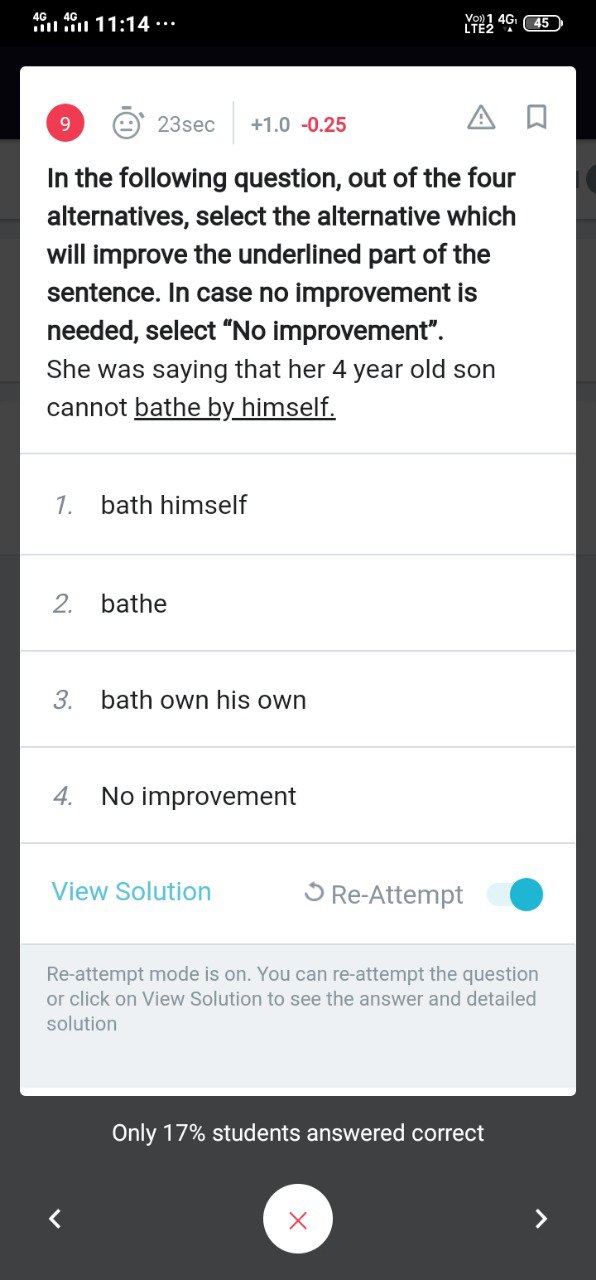 4G 4G 11:14 ··· Vo)) 1 4G 45
LTE2
9 23sec +1.0 -0.25
In the following question, out of the four
alternatives, select the alternative which
will improve the underlined part of the
sentence. In case no improvement is
needed, select “No improvement”.
She was saying that her 4 year old son
cannot bathe by himself.
1. bath himself
2. bathe
3. bath own his own
4. No improvement
View Solution Re-Attempt
Re-attempt mode is on. You can re-attempt the question
or click on View Solution to see the answer and detailed
solution
Only 17% students answered correct